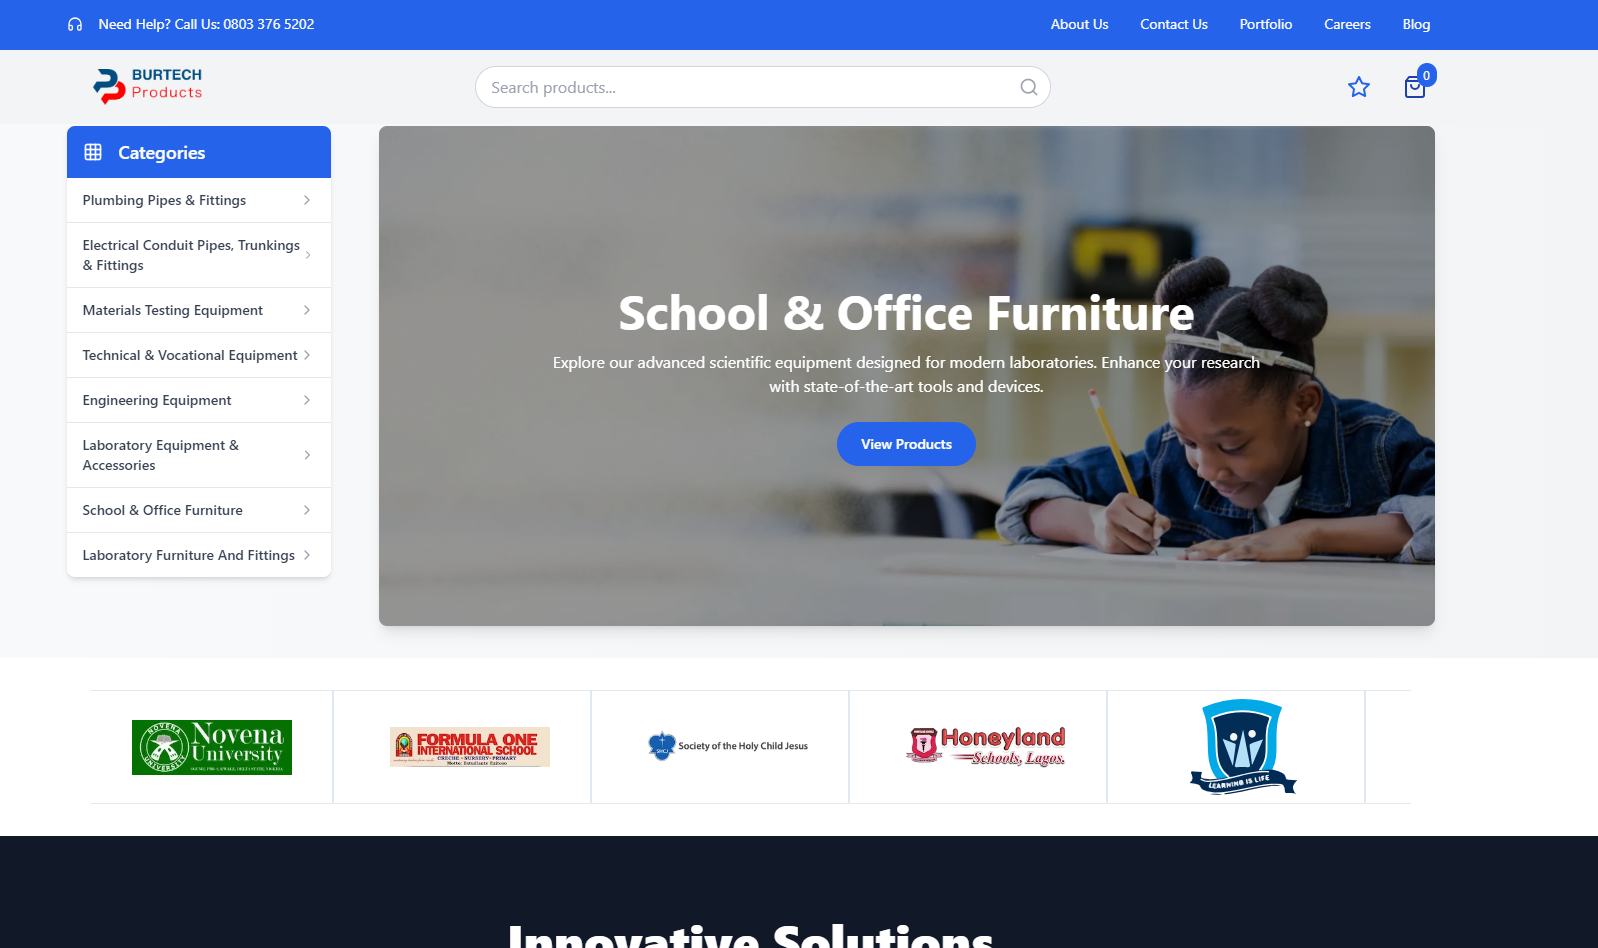 Need Help? Call Us: 0803 376 5202
About Us
Contact Us
Portfolio
Careers
Blog
BURTECH
Products
Search products...
0
Categories
Plumbing Pipes & Fittings
Electrical Conduit Pipes, Trunkings
& Fittings
Materials Testing Equipment
Technical & Vocational Equipment
Engineering Equipment
Laboratory Equipment &
Accessories
School & Office Furniture
Laboratory Furniture And Fittings
School & Office Furniture
Explore our advanced scientific equipment designed for modern laboratories. Enhance your research
with state-of-the-art tools and devices.
View Products
NOVENA
UNIVERSITY
Novena
University
FORMULA ONE
INTERNATIONAL SCHOOL
CRECHE - NURSERY - PRIMARY
Society of the Holy Child Jesus
Honeyland
Schools, Lagos.
LEARNING IS LIFE
Innovative Solutions